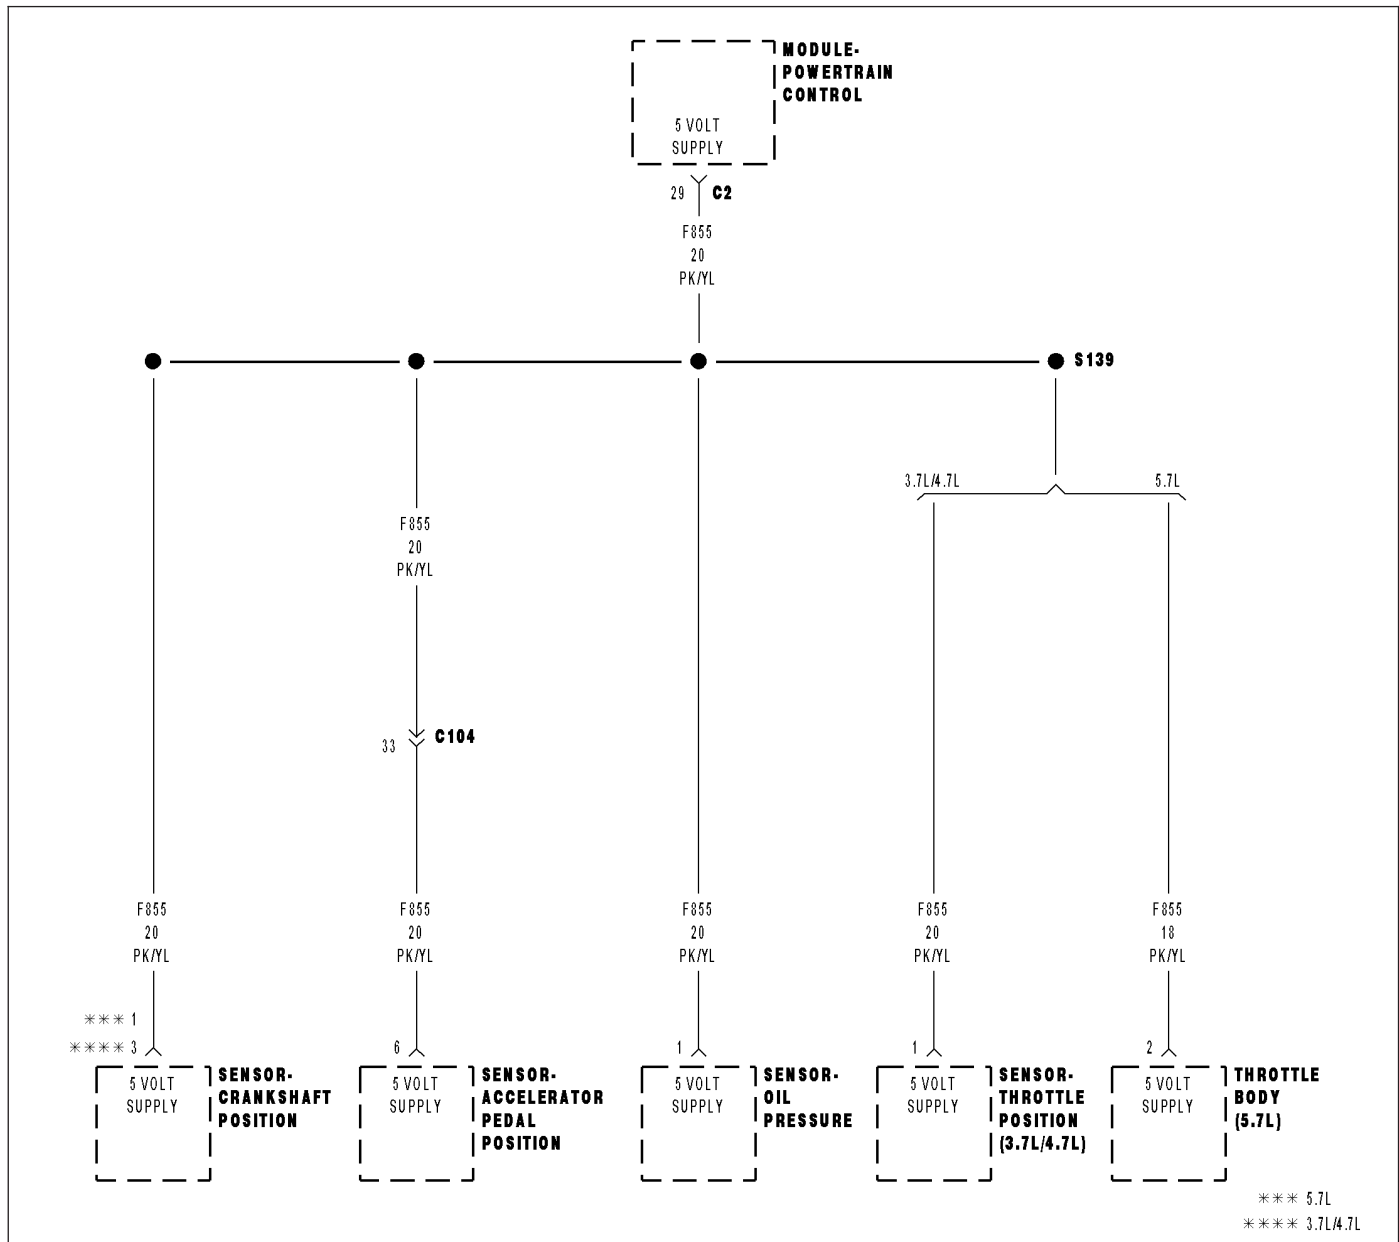 MODULE-
POWERTRAIN
CONTROL
5 VOLT
SUPPLY
29
C2
F855
20
PK/YL
S139
3.7L/4.7L
5.7L
F855
20
PK/YL
33
C104
F855
20
PK/YL
F855
20
PK/YL
F855
20
PK/YL
F855
20
PK/YL
F855
18
PK/YL
*** 1
**** 3
6
1
1
2
5 VOLT
SUPPLY
SENSOR-
CRANKSHAFT
POSITION
5 VOLT
SUPPLY
SENSOR-
ACCELERATOR
PEDAL
POSITION
5 VOLT
SUPPLY
SENSOR-
OIL
PRESSURE
5 VOLT
SUPPLY
SENSOR-
THROTTLE
POSITION
(3.7L/4.7L)
5 VOLT
SUPPLY
THROTTLE
BODY
(5.7L)
*** 5.7L
**** 3.7L/4.7L